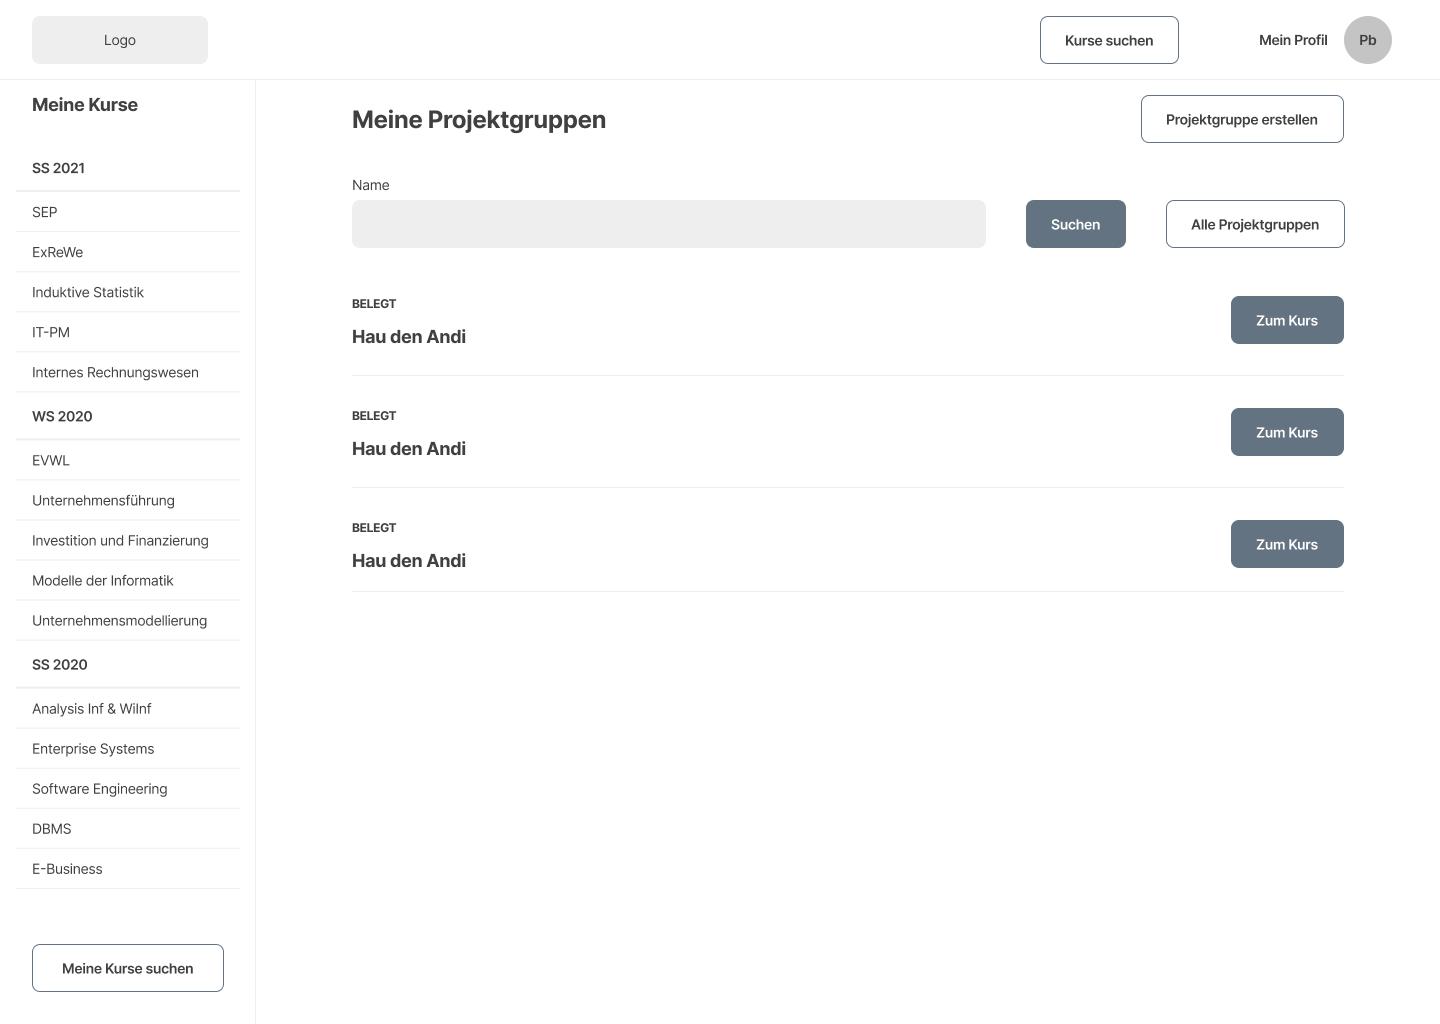 Logo
Kurse suchen
Mein Profil
Pb
Meine Kurse
SS 2021
SEP
ExReWe
Induktive Statistik
IT-PM
Internes Rechnungswesen
WS 2020
EVWL
Unternehmensführung
Investition und Finanzierung
Modelle der Informatik
Unternehmensmodellierung
SS 2020
Analysis Inf & WiInf
Enterprise Systems
Software Engineering
DBMS
E-Business
Meine Kurse suchen
Meine Projektgruppen
Projektgruppe erstellen
Name
Suchen
Alle Projektgruppen
BELEGT
Hau den Andi
Zum Kurs
BELEGT
Hau den Andi
Zum Kurs
BELEGT
Hau den Andi
Zum Kurs